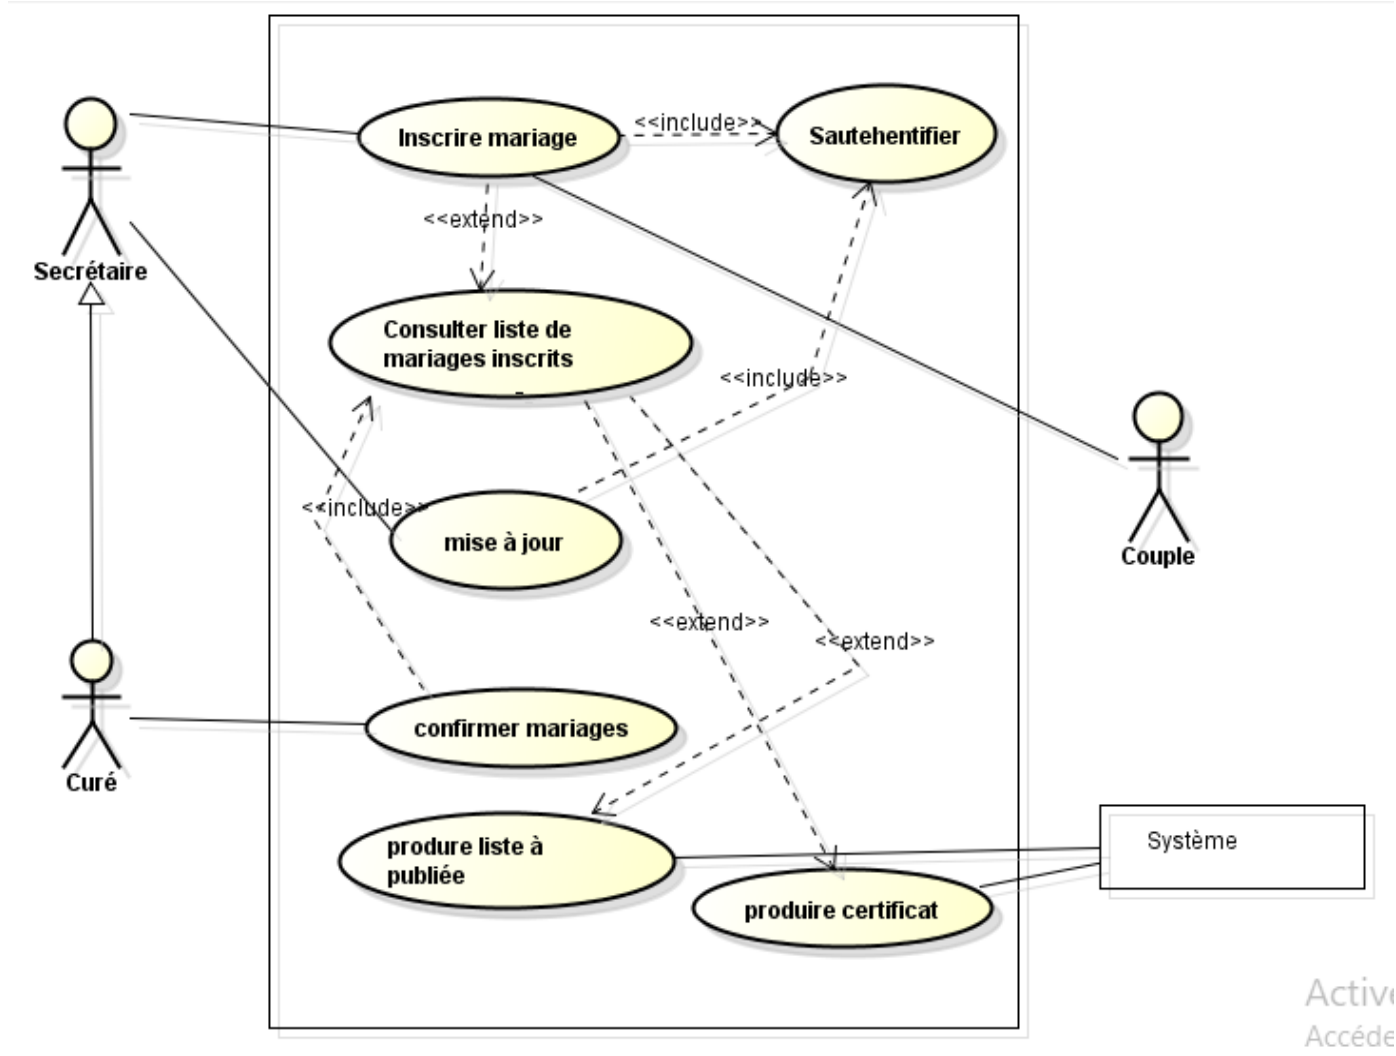 Inscrire mariage
<<include>>
Sautehentifier
<<extend>>
Secrétaire
Consulter liste de
mariages inscrits
<<include>>
<<include>>
mise à jour
Couple
<<extend>>
<<extend>>
confirmer mariages
Curé
produre liste à
publiée
Système
produire certificat
Active
Accéde